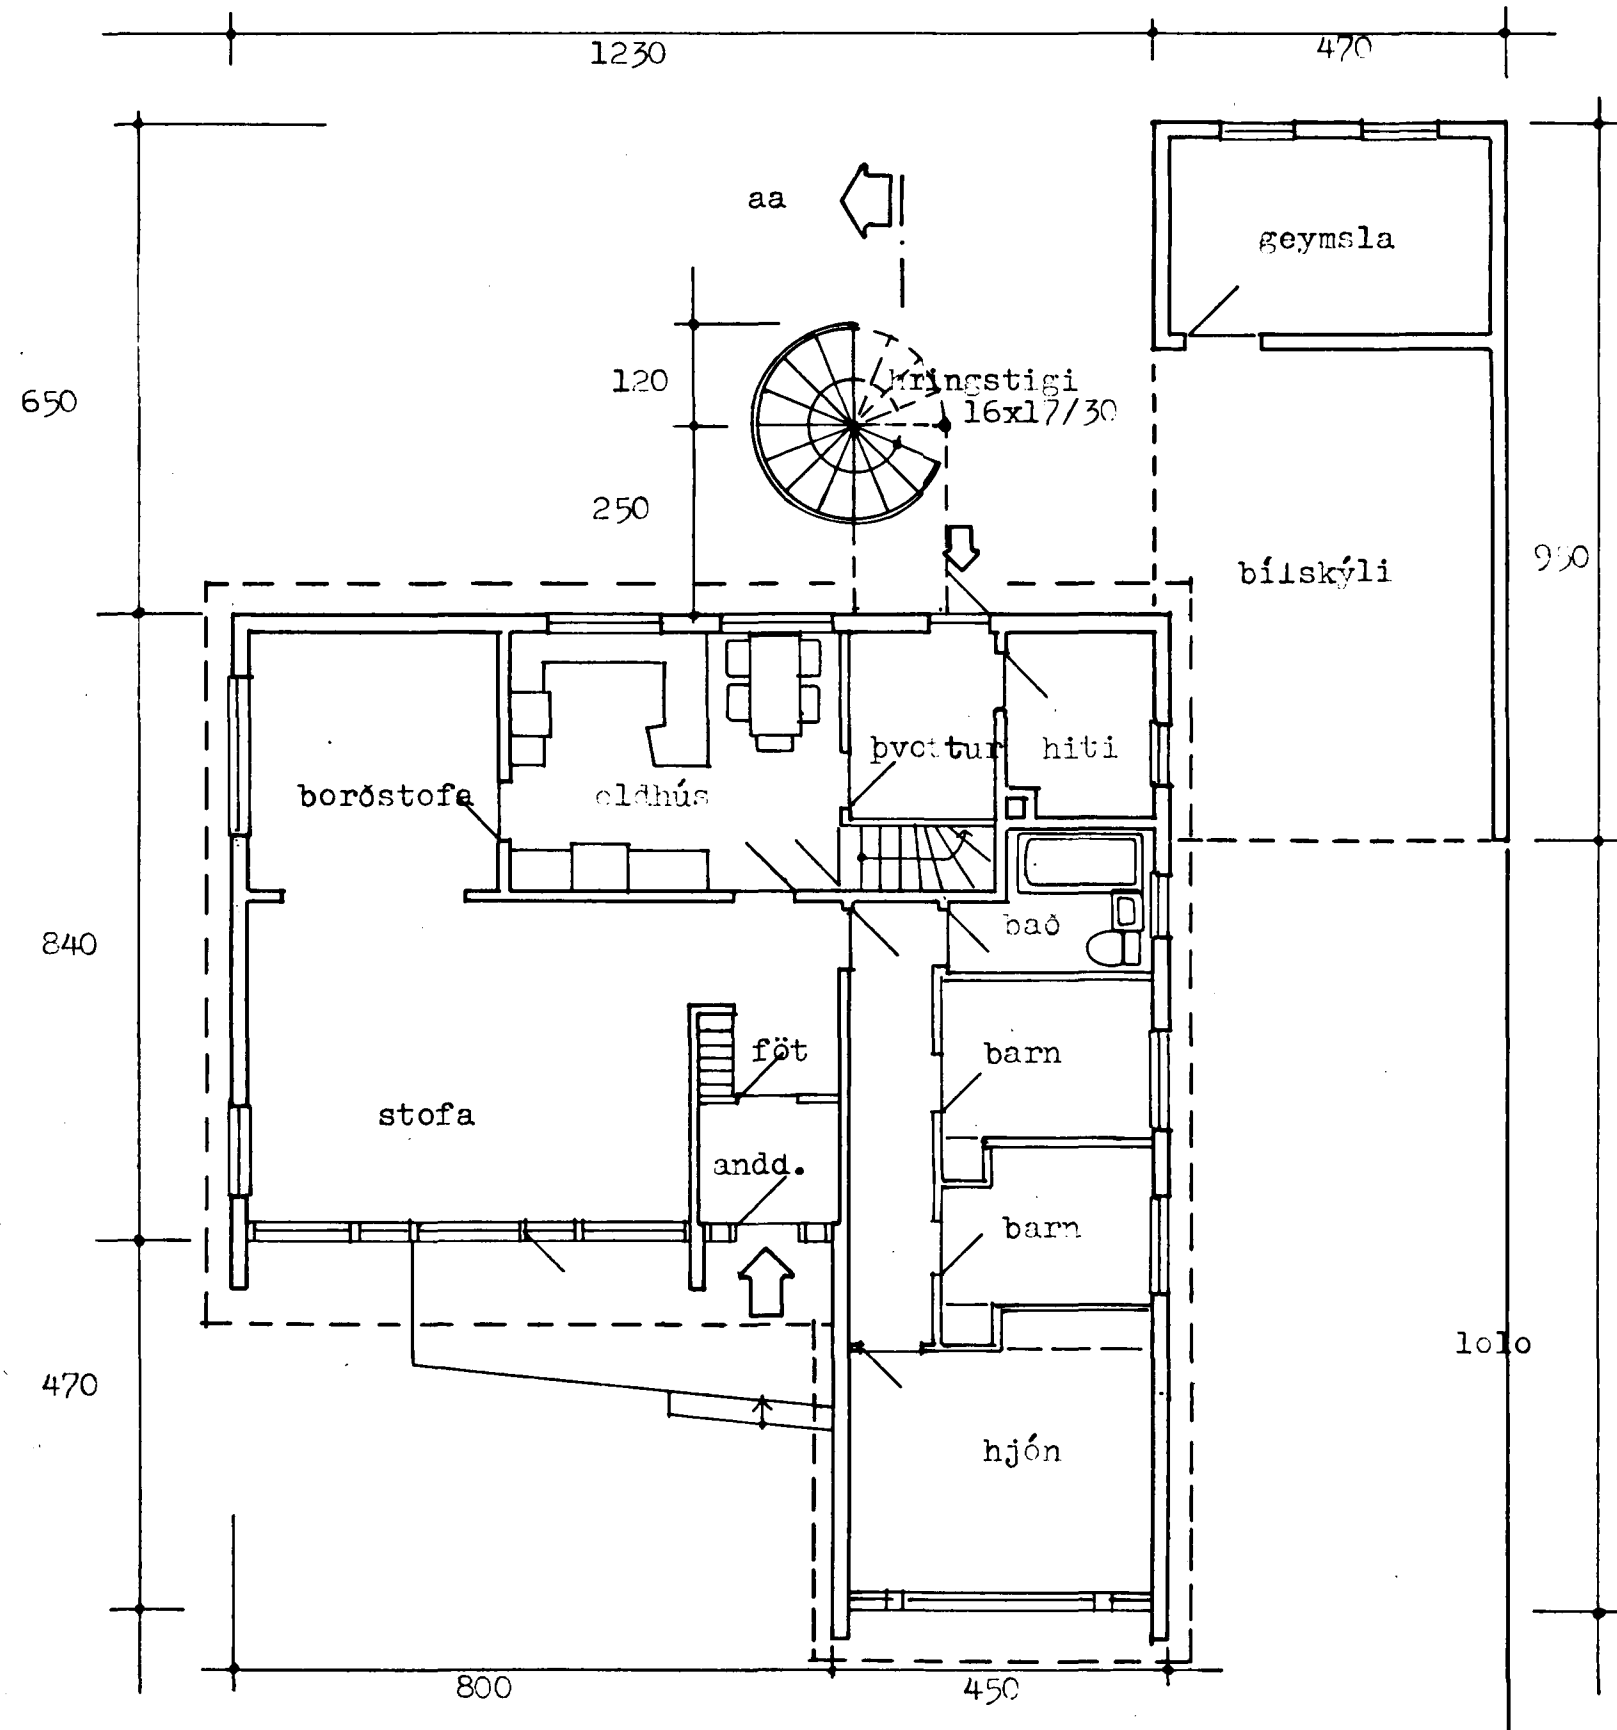 1230
470
aa
geymsla
120
hringstigi
16x17/30
650
250
bílskýli
borðstofa
eldhús
þvottur
hiti
840
bað
föt
barn
stofa
andd.
barn
lolo
470
hjón
800
450